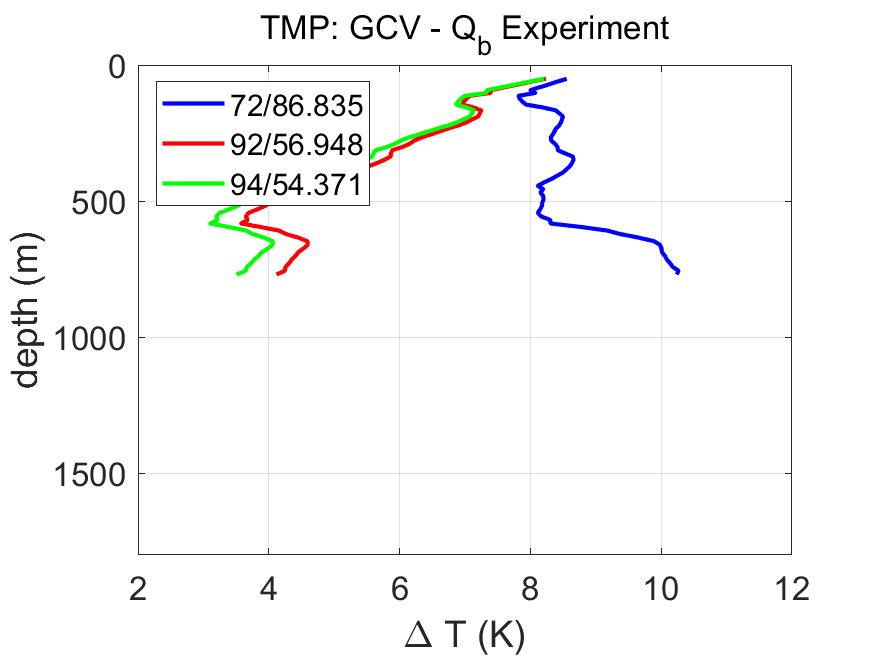 TMP: GCV - Qb Experiment
0
72/86.835
92/56.948
94/54.371
500
depth (m)
1000
1500
2 4 6 8 10 12
Δ T (K)